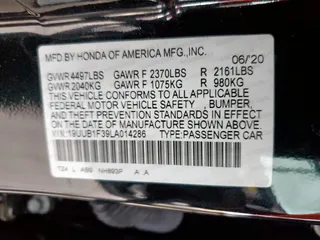 MFD. BY HONDA OF AMERICA MFG., INC. 06/20
GVWR 4497LBS GAWR F 2370LBS R 2161LBS
GVWR 2040KG GAWR F 1075KG R 980KG
THIS VEHICLE CONFORMS TO ALL APPLICABLE
FEDERAL MOTOR VEHICLE SAFETY, BUMPER,
AND THEFT PREVENTION STANDARDS IN EFFECT
ON THE DATE OF MANUFACTURE SHOWN ABOVE.
VIN: 19UUB1F39LA014286 TYPE: PASSENGER CAR
NH893P A A